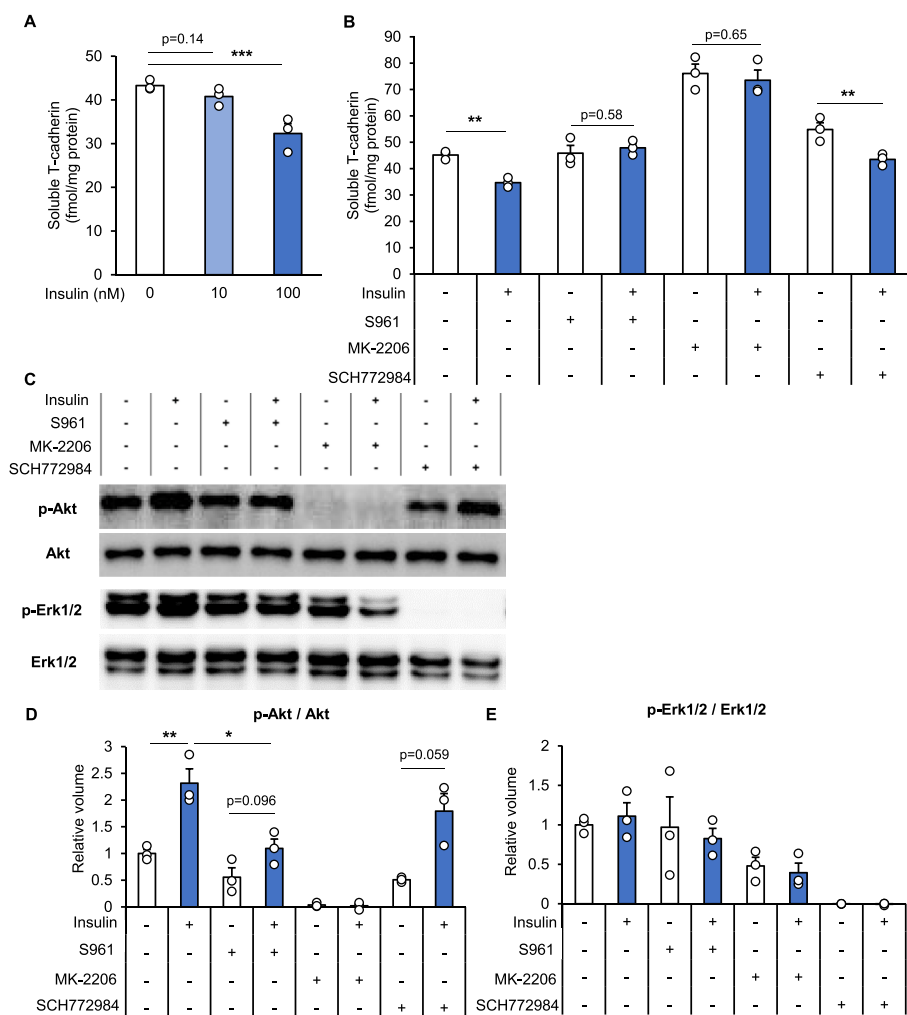 A
p=0.14
***
Soluble T-cadherin
(fmol/mg protein)
50
40
30
20
10
0
Insulin (nM) 0 10 100
B
p=0.65
**
p=0.58
**
Soluble T-cadherin
(fmol/mg protein)
90
80
70
60
50
40
30
20
10
0
Insulin - + - + - + - +
S961 - - + + - - - -
MK-2206 - - - - + + - -
SCH772984 - - - - - - + +
C
Insulin - + - + - + - +
S961 - - + + - - - -
MK-2206 - - - - + + - -
SCH772984 - - - - - - + +
p-Akt
Akt
p-Erk1/2
Erk1/2
D
p-Akt / Akt
** *
p=0.096
p=0.059
Relative volume
3
2.5
2
1.5
1
0.5
0
Insulin - + - + - + - +
S961 - - + + - - - -
MK-2206 - - - - + + - -
SCH772984 - - - - - - + +
E
p-Erk1/2 / Erk1/2
Relative volume
2
1.5
1
0.5
0
Insulin - + - + - + - +
S961 - - + + - - - -
MK-2206 - - - - + + - -
SCH772984 - - - - - - + +